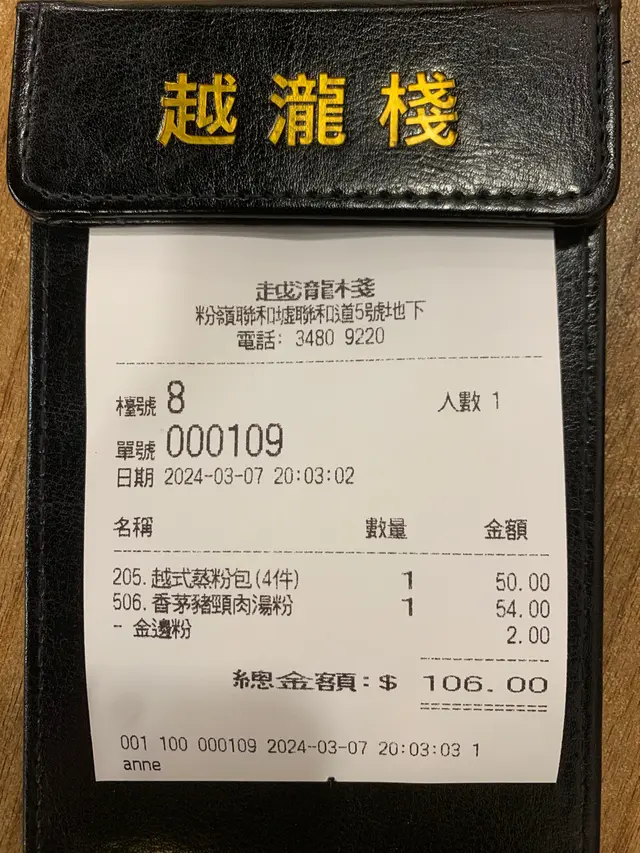 越瀧棧
越瀧棧
粉嶺聯和墟聯和道5號地下
電話: 3480 9220
檯號 8 人數 1
單號 000109
日期 2024-03-07 20:03:02
名稱 數量 金額
205. 越式蒸粉包(4件) 1 50.00
506. 香茅豬頸肉湯粉 1 54.00
- 金邊粉 2.00
總金額: $ 106.00
001 100 000109 2024-03-07 20:03:03 1
anne